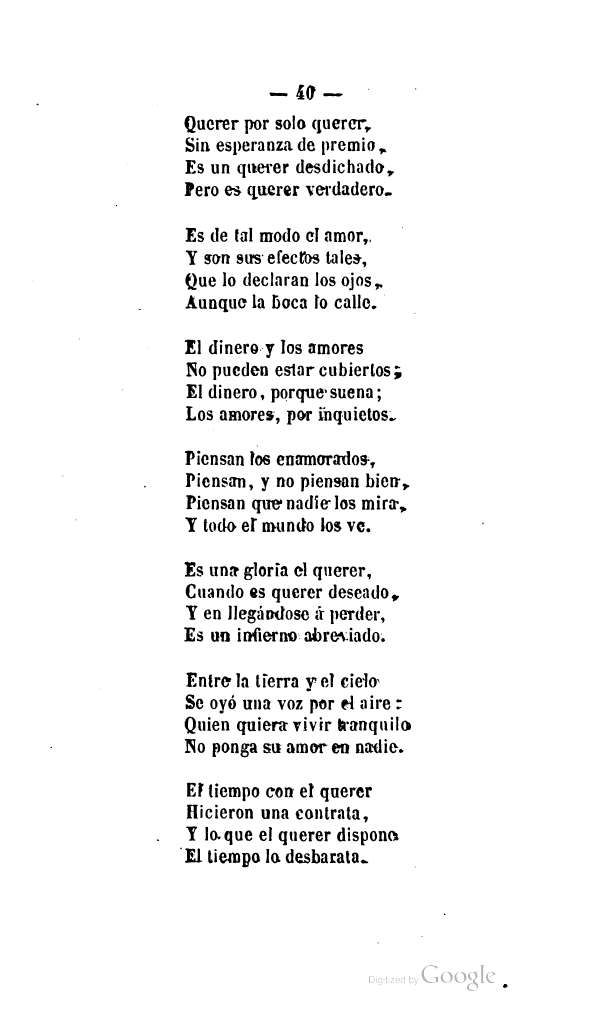 — 40 —
Querer por solo querer,
Sin esperanza de premio,
Es un querer desdichado,
Pero es querer verdadero.
Es de tal modo el amor,
Y son sus efectos tales,
Que lo declaran los ojos,
Aunque la boca lo calle.
El dinero y los amores
No pueden estar cubiertos;
El dinero, porque suena;
Los amores, por inquietos.
Piensan los enamorados,
Piensan, y no piensan bien,
Piensan que nadie los mira,
Y todo el mundo los ve.
Es una gloria el querer,
Cuando es querer deseado,
Y en llegándose á perder,
Es un infierno abreviado.
Entre la tierra y el cielo
Se oyó una voz por el aire:
Quien quiera vivir tranquilo
No ponga su amor en nadie.
El tiempo con el querer
Hicieron una contrata,
Y lo que el querer dispone
El tiempo lo desbarata.
Digitized by Google